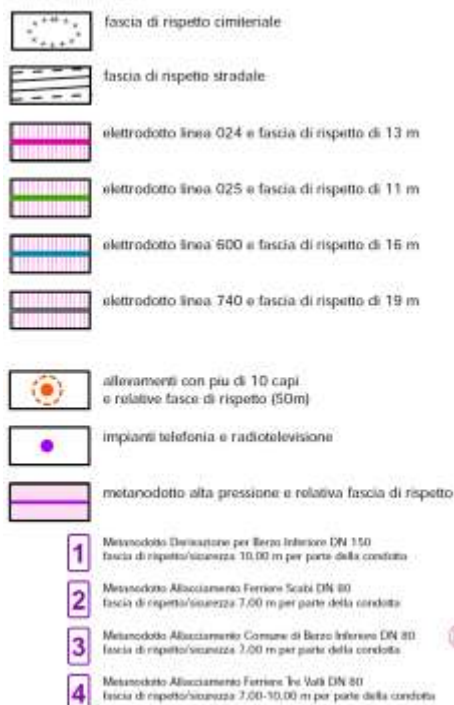 fascia di rispetto cimiteriale
fascia di rispetto stradale
elettrodotto linea 024 e fascia di rispetto di 13 m
elettrodotto linea 025 e fascia di rispetto di 11 m
elettrodotto linea 600 e fascia di rispetto di 16 m
elettrodotto linea 740 e fascia di rispetto di 19 m
allevamenti con piu di 10 capi
e relative fasce di rispetto (50m)
impianti telefonia e radiotelevisione
metanodotto alta pressione e relativa fascia di rispetto
1 Metanodotto Derivazione per Berzo Inferiore DN 150
fascia di rispetto/sicurezza 10.00 m per parte della condotta
2 Metanodotto Allacciamento Ferriere Scabi DN 80
fascia di rispetto/sicurezza 7.00 m per parte della condotta
3 Metanodotto Allacciamento Comune di Berzo Inferiore DN 80
fascia di rispetto/sicurezza 7.00 m per parte della condotta
4 Metanodotto Allacciamento Ferriere Tre Valli DN 80
fascia di rispetto/sicurezza 7.00-10.00 m per parte della condotta